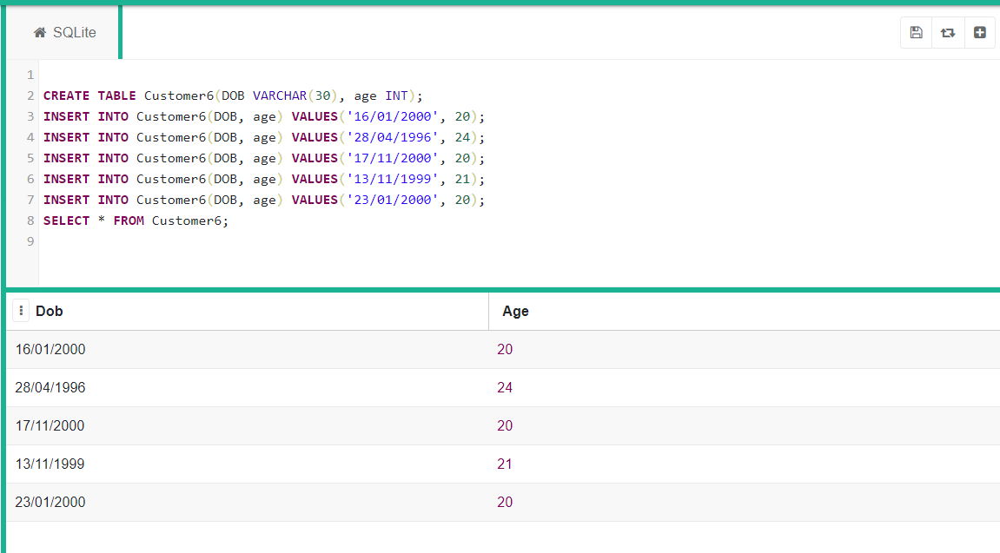 SQLite
1
2 CREATE TABLE Customer6(DOB VARCHAR(30), age INT);
3 INSERT INTO Customer6(DOB, age) VALUES('16/01/2000', 20);
4 INSERT INTO Customer6(DOB, age) VALUES('28/04/1996', 24);
5 INSERT INTO Customer6(DOB, age) VALUES('17/11/2000', 20);
6 INSERT INTO Customer6(DOB, age) VALUES('13/11/1999', 21);
7 INSERT INTO Customer6(DOB, age) VALUES('23/01/2000', 20);
8 SELECT * FROM Customer6;
9
Dob Age
16/01/2000 20
28/04/1996 24
17/11/2000 20
13/11/1999 21
23/01/2000 20